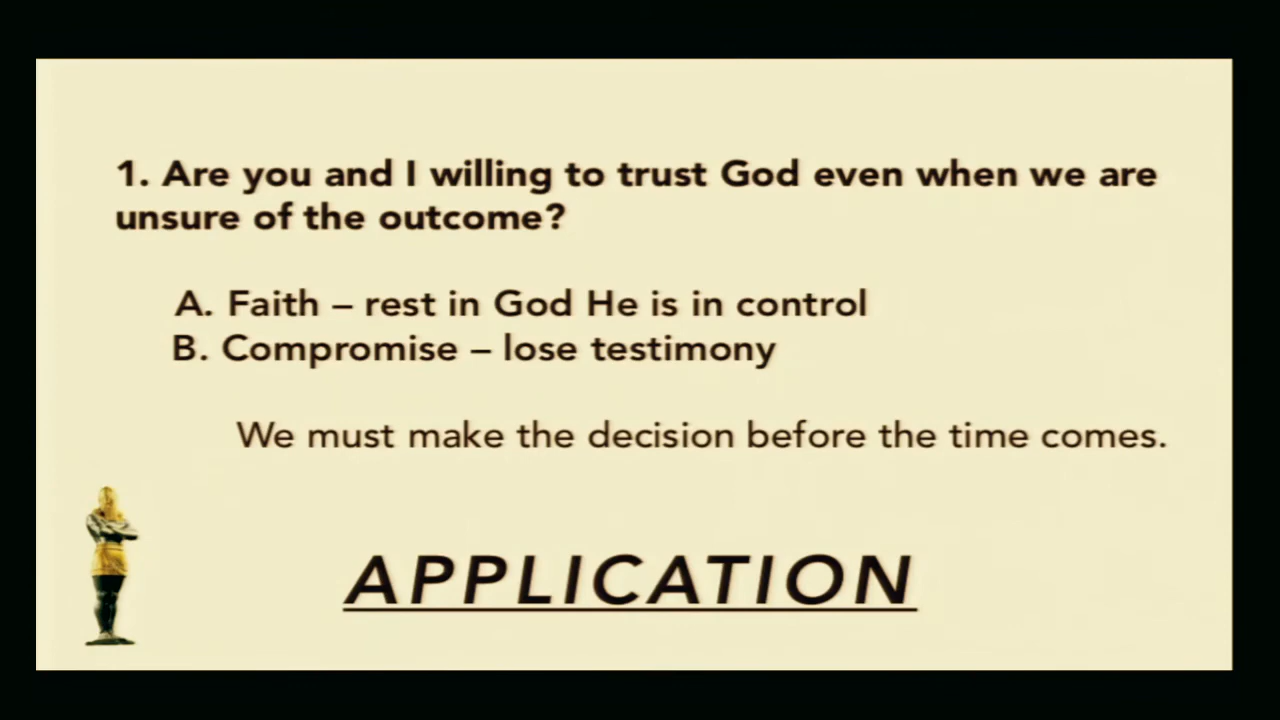 1. Are you and I willing to trust God even when we are
unsure of the outcome?
A. Faith – rest in God He is in control
B. Compromise – lose testimony
We must make the decision before the time comes.
APPLICATION